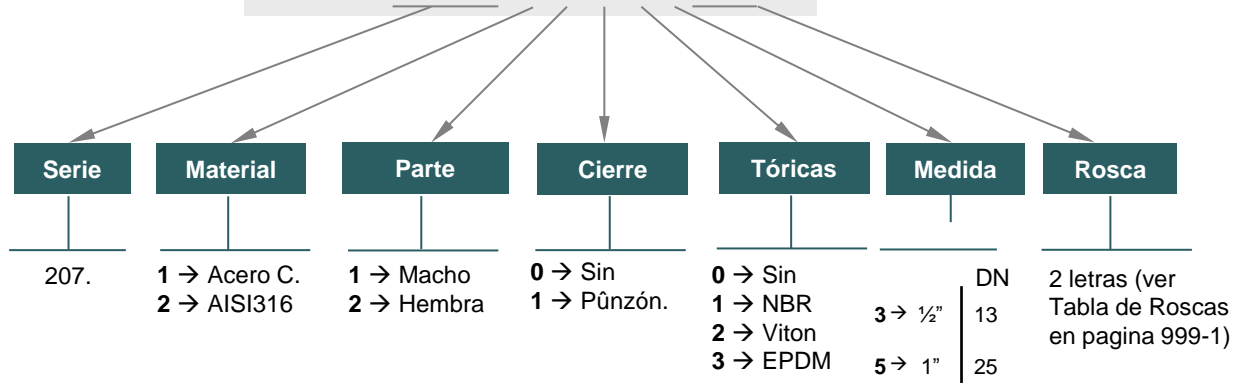 Serie Material Parte Cierre Tóricas Medida Rosca
207.
1 → Acero C.
2 → AISI316
1 → Macho
2 → Hembra
0 → Sin
1 → Pûnzón.
0 → Sin
1 → NBR
2 → Viton
3 → EPDM
DN
3 → ½” 13
5 → 1” 25
2 letras (ver
Tabla de Roscas
en pagina 999-1)